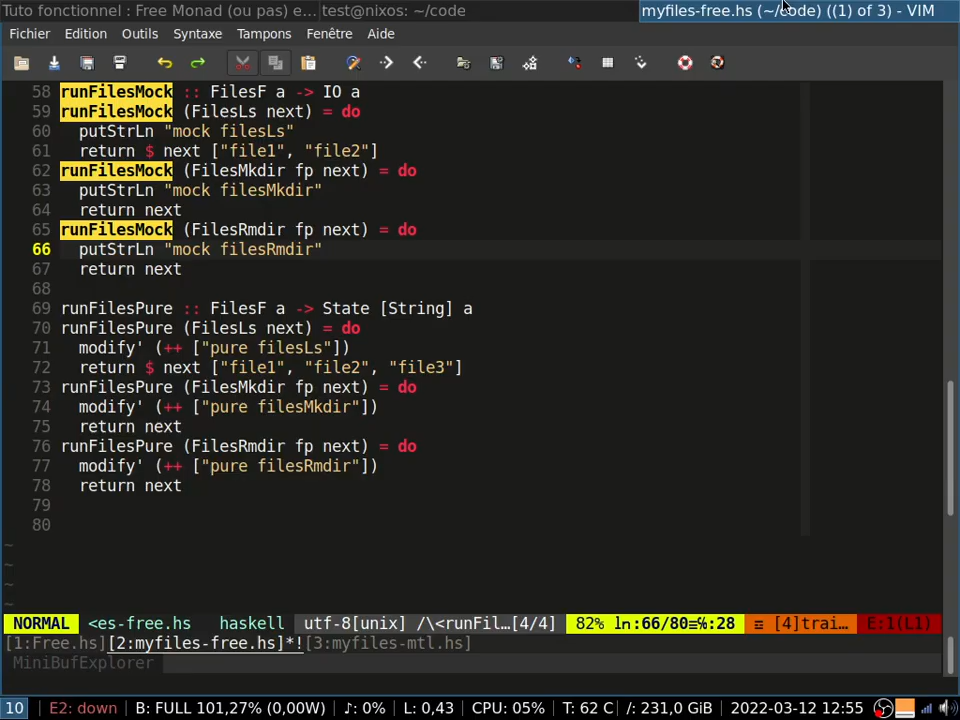 Tuto fonctionnel : Free Monad (ou pas) e... test@nixos: ~/code myfiles-free.hs (~/code) ((1) of 3) - VIM
Fichier Edition Outils Syntaxe Tampons Fenêtre Aide
58 runFilesMock :: FilesF a -> IO a
59 runFilesMock (FilesLs next) = do
60 putStrLn "mock filesLs"
61 return $ next ["file1", "file2"]
62 runFilesMock (FilesMkdir fp next) = do
63 putStrLn "mock filesMkdir"
64 return next
65 runFilesMock (FilesRmdir fp next) = do
66 putStrLn "mock filesRmdir"
67 return next
68
69 runFilesPure :: FilesF a -> State [String] a
70 runFilesPure (FilesLs next) = do
71 modify' (++ ["pure filesLs"])
72 return $ next ["file1", "file2", "file3"]
73 runFilesPure (FilesMkdir fp next) = do
74 modify' (++ ["pure filesMkdir"])
75 return next
76 runFilesPure (FilesRmdir fp next) = do
77 modify' (++ ["pure filesRmdir"])
78 return next
79
80
~
~
~
~
NORMAL <es-free.hs haskell utf-8[unix] /\<runFil…[4/4] 82% ln:66/80≡℅:28 ≡ [4]trai… E:1(L1)
[1:Free.hs][2:myfiles-free.hs]*![3:myfiles-mtl.hs]
MiniBufExplorer
10 E2: down B: FULL 101,27% (0,00W) ♪: 0% L: 0,43 CPU: 05% T: 62 C /: 231,0 GiB 2022-03-12 12:55